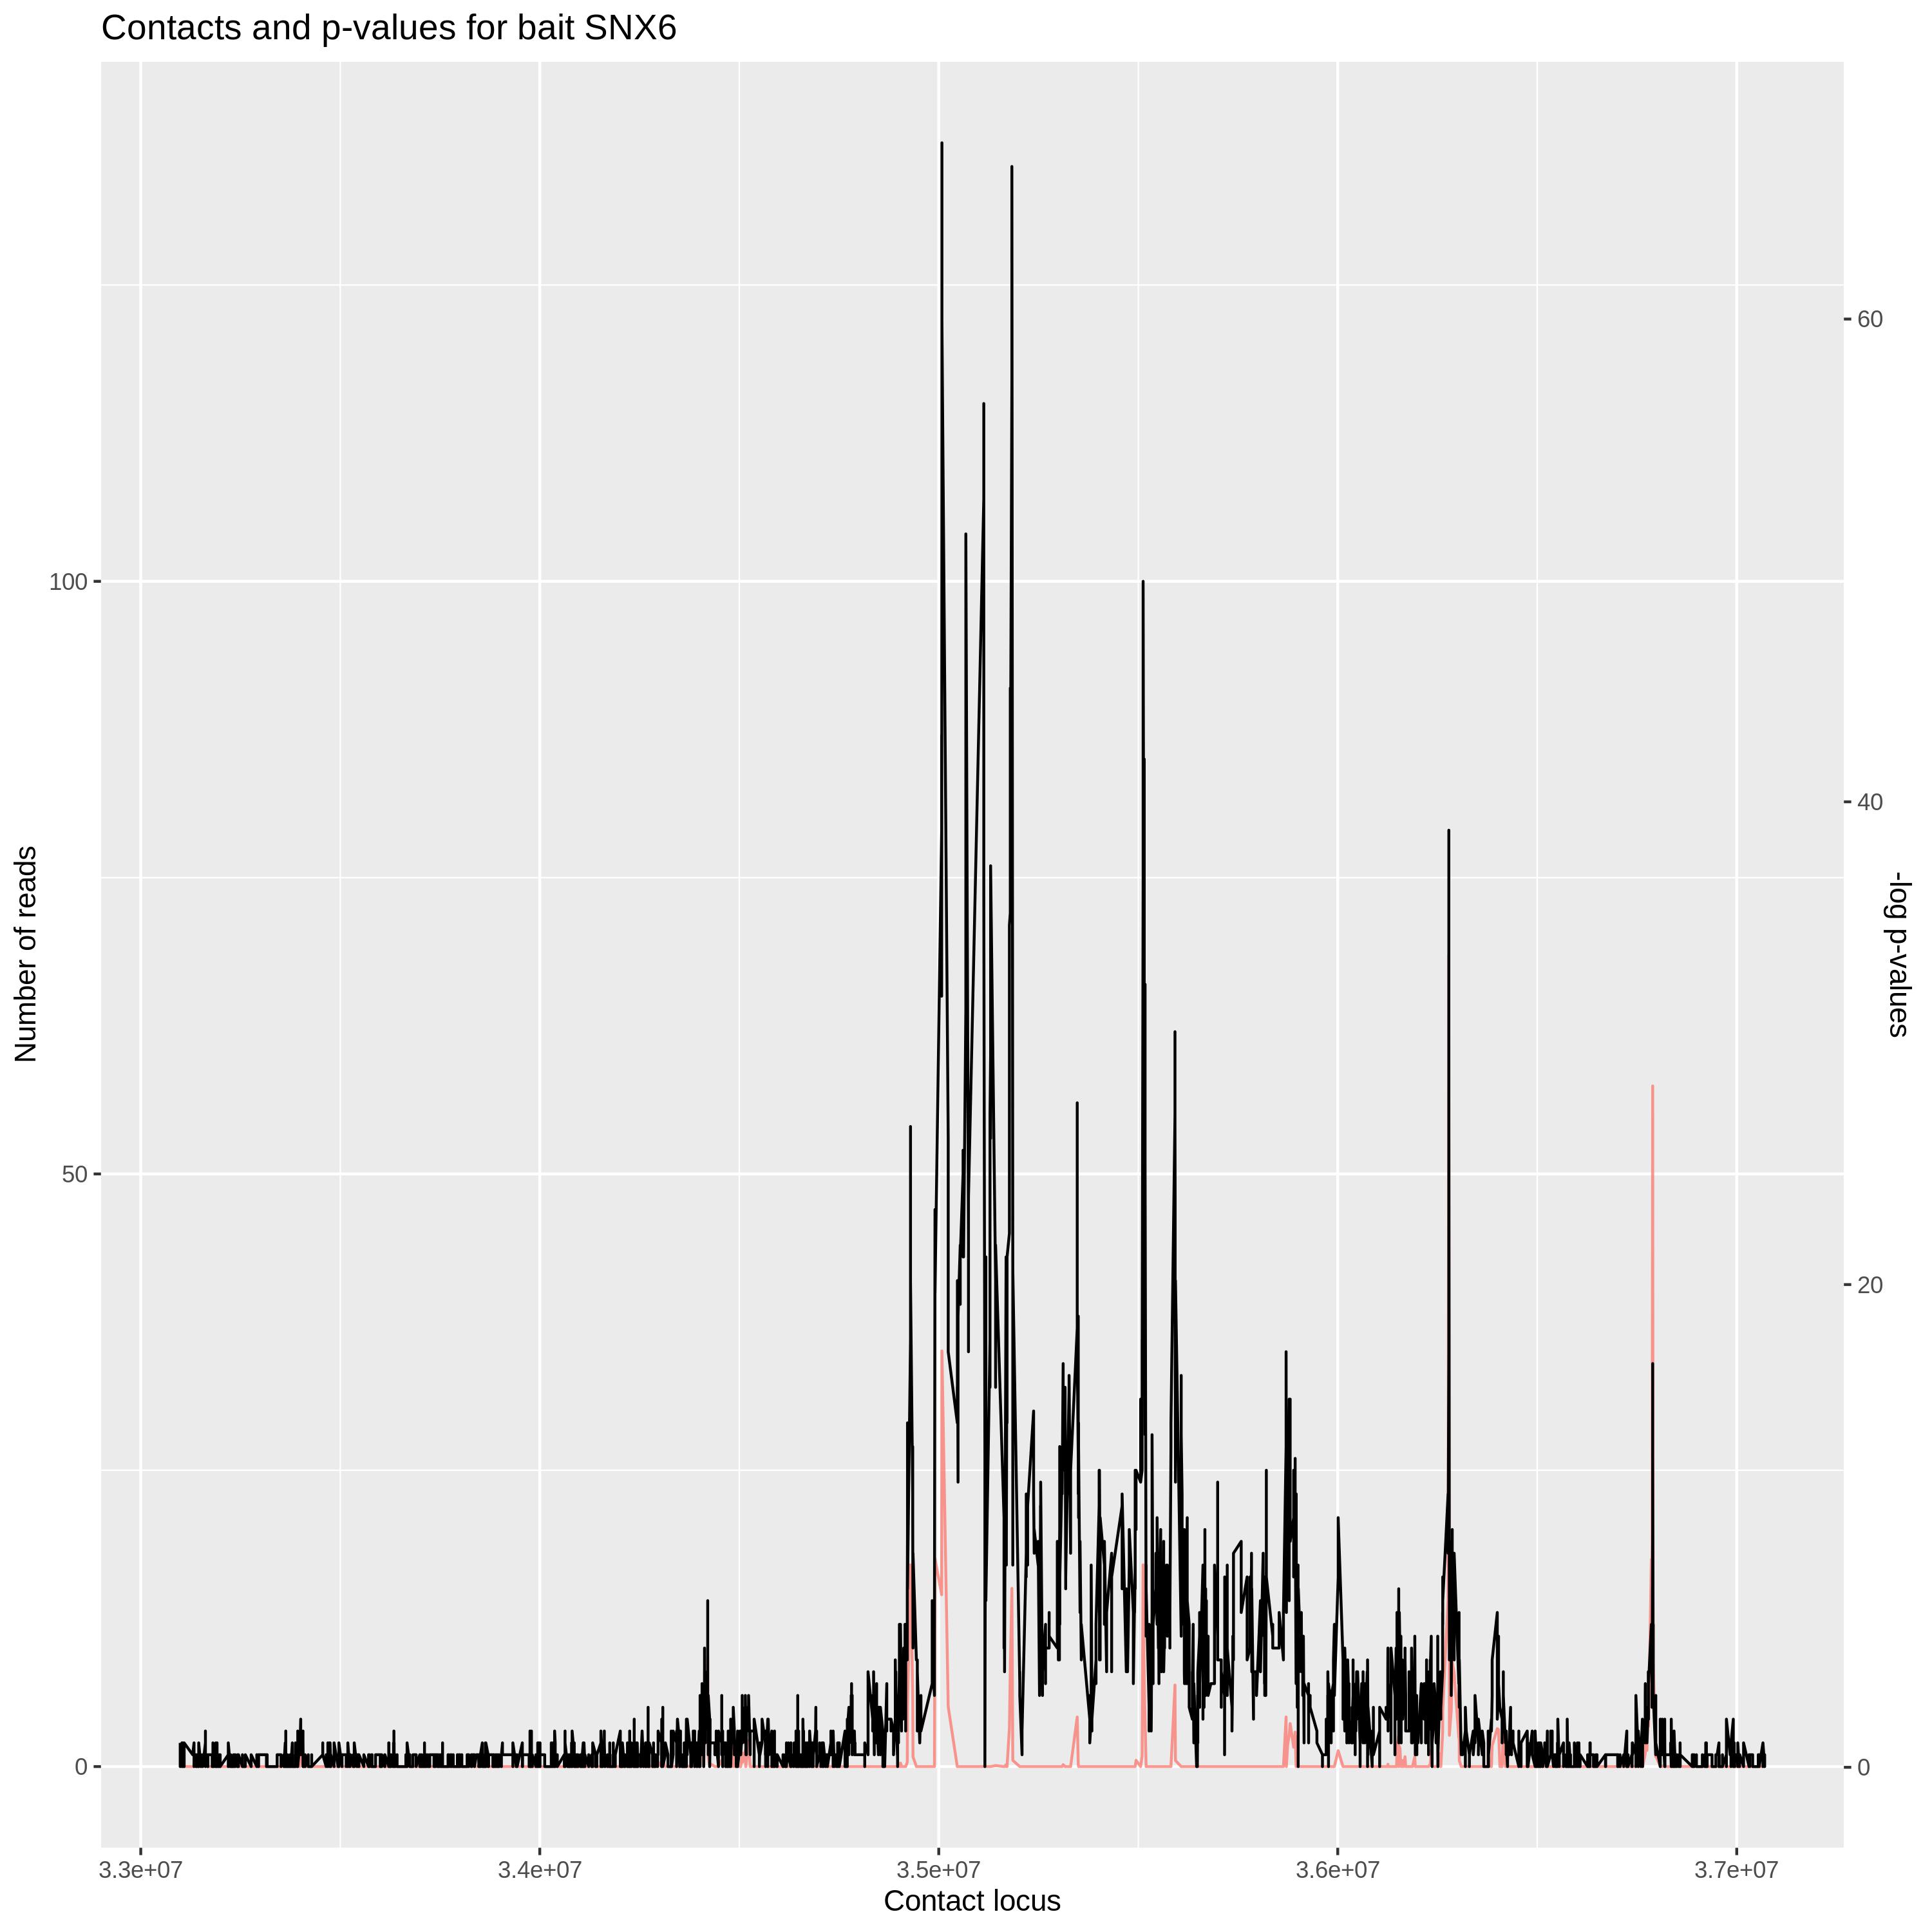 Contacts and p-values for bait SNX6
Number of reads
100
50
0
60
40
20
0
-log p-values
3.3e+07 3.4e+07 3.5e+07 3.6e+07 3.7e+07
Contact locus